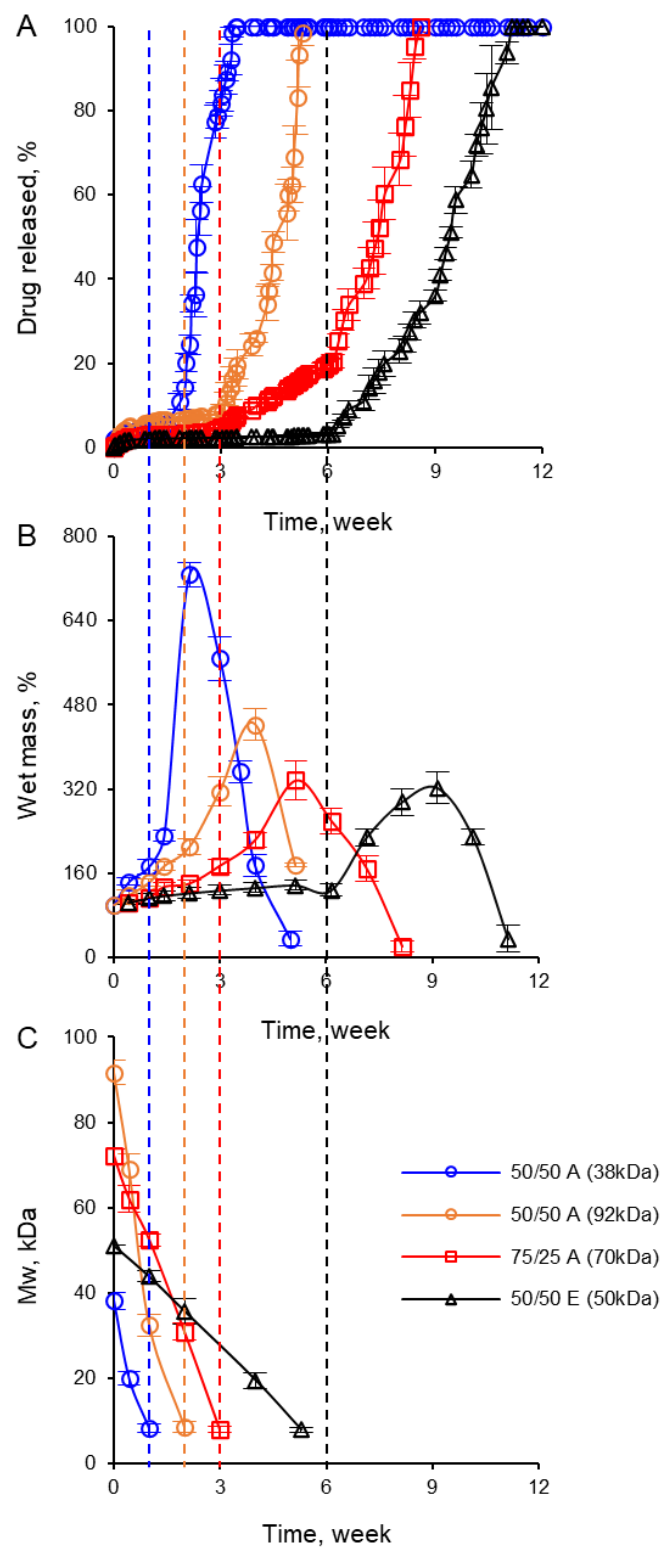 A
100
80
60
40
20
0
Drug released, %
0 3 6 9 12
Time, week
B
800
640
480
320
160
0
Wet mass, %
0 3 6 9 12
Time, week
C
100
80
60
40
20
0
Mw, kDa
50/50 A (38kDa)
50/50 A (92kDa)
75/25 A (70kDa)
50/50 E (50kDa)
0 3 6 9 12
Time, week